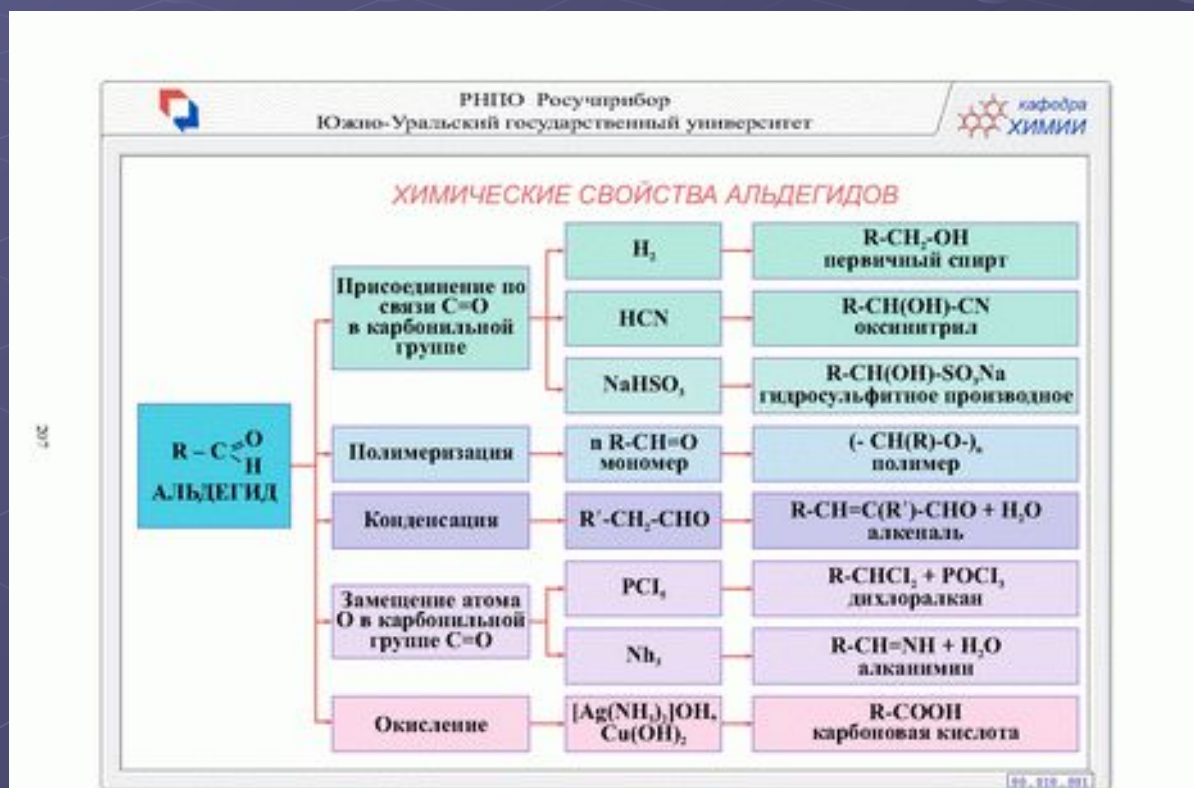 РНПО Росучприбор
Южно-Уральский государственный университет
кафедра
ХИМИИ
ХИМИЧЕСКИЕ СВОЙСТВА АЛЬДЕГИДОВ
R – C
O
H
АЛЬДЕГИД
Присоединение по
связи C=O
в карбонильной
группе
H₂
R-CH₂-OH
первичный спирт
HCN
R-CH(OH)-CN
оксинитрил
NaHSO₃
R-CH(OH)-SO₃Na
гидросульфитное производное
Полимеризация
n R-CH=O
мономер
(- CH(R)-O-)ₙ
полимер
Конденсация
R´-CH₂-CHO
R-CH=C(R´)-CHO + H₂O
алкеналь
Замещение атома
O в карбонильной
группе C=O
PCl₅
R-CHCl₂ + POCl₃
дихлоралкан
Nh₃
R-CH=NH + H₂O
алканимин
Окисление
[Ag(NH₃)₂]OH,
Cu(OH)₂
R-COOH
карбоновая кислота
207